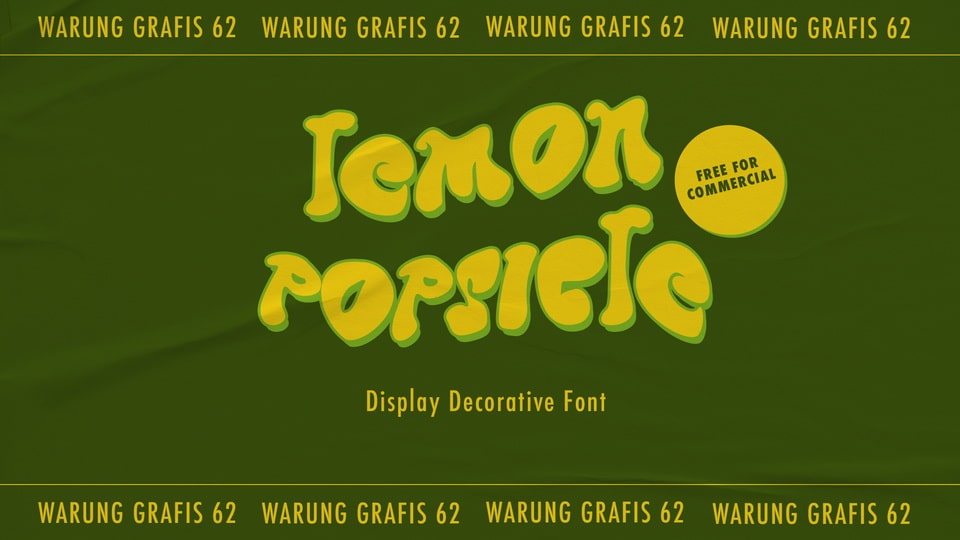 WARUNG GRAFIS 62 WARUNG GRAFIS 62 WARUNG GRAFIS 62 WARUNG GRAFIS 62
lemon
popsicle
FREE FOR
COMMERCIAL
Display Decorative Font
WARUNG GRAFIS 62 WARUNG GRAFIS 62 WARUNG GRAFIS 62 WARUNG GRAFIS 62